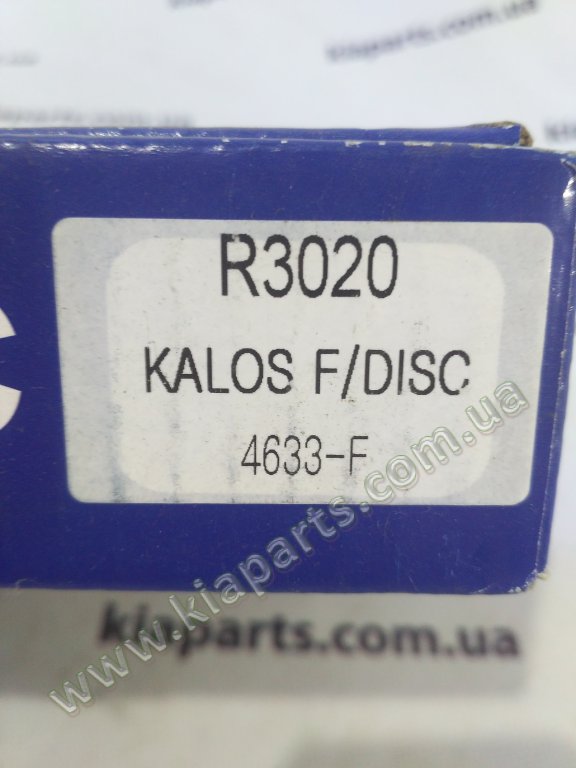 kiaparts.com.ua
R3020
KALOS F/DISC
4633-F
www.kiaparts.com.ua
kiaparts.com.ua